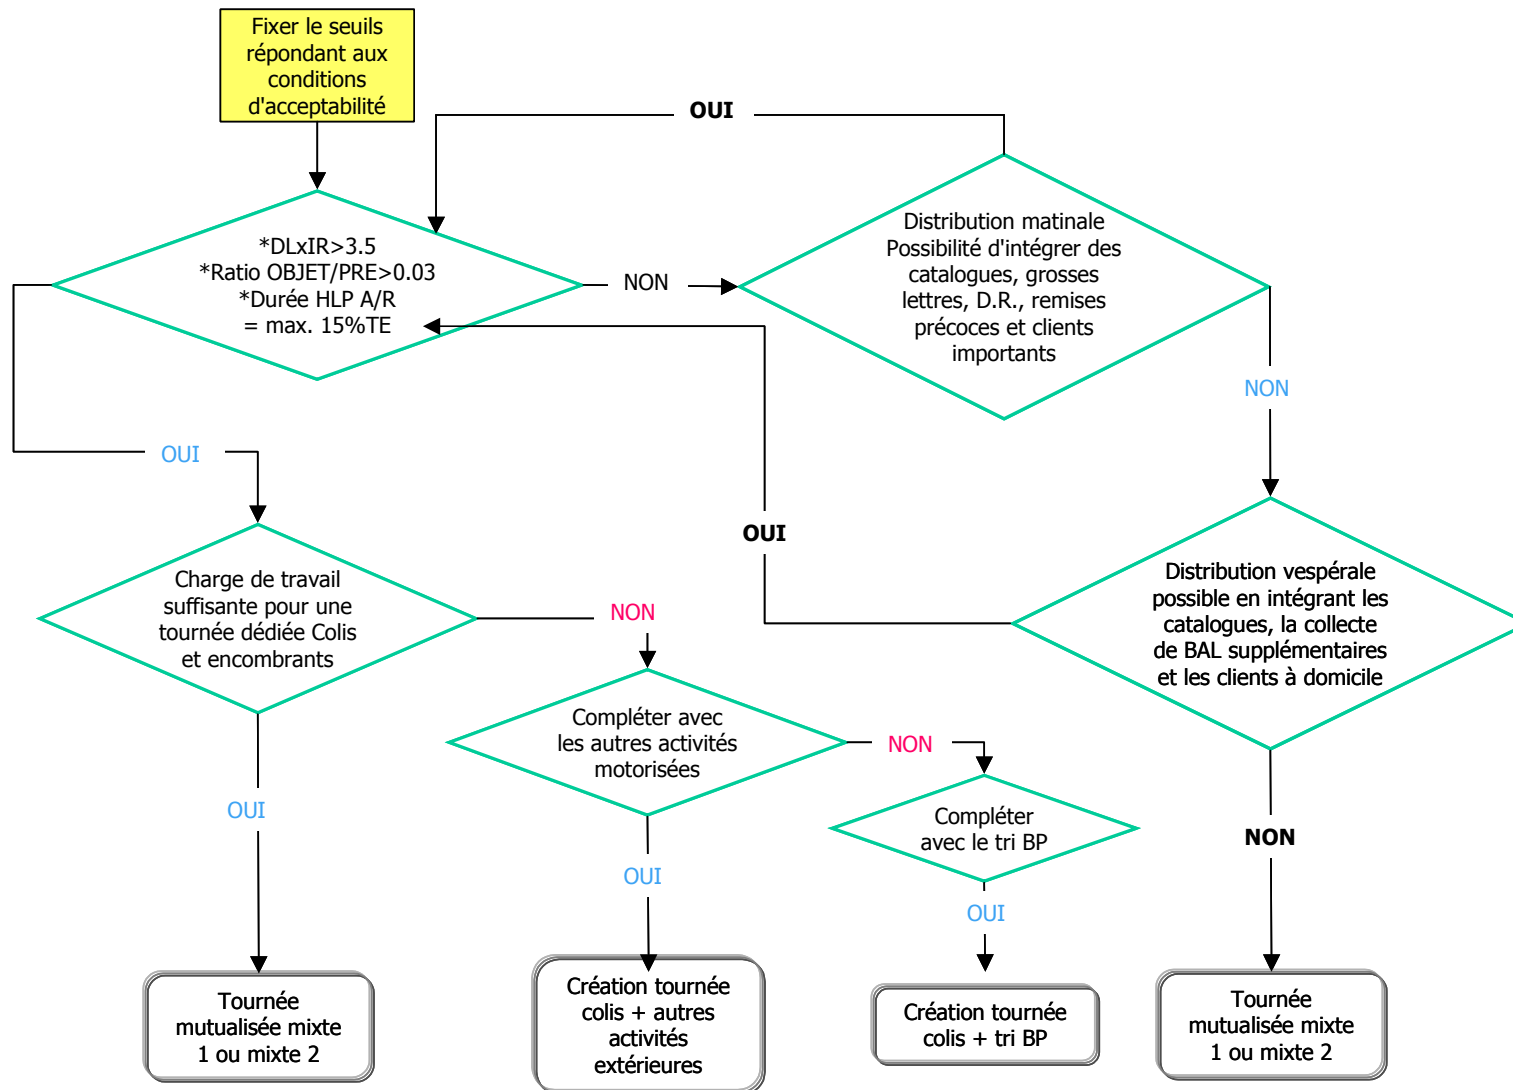 Fixer le seuils
répondant aux
conditions
d'acceptabilité
OUI
*DLxIR>3.5
*Ratio OBJET/PRE>0.03
*Durée HLP A/R
= max. 15%TE
NON
Distribution matinale
Possibilité d'intégrer des
catalogues, grosses
lettres, D.R., remises
précoces et clients
importants
NON
OUI
OUI
Charge de travail
suffisante pour une
tournée dédiée Colis
et encombrants
NON
Distribution vespérale
possible en intégrant les
catalogues, la collecte
de BAL supplémentaires
et les clients à domicile
Compléter avec
les autres activités
motorisées
NON
OUI
Compléter
avec le tri BP
NON
OUI
OUI
Tournée
mutualisée mixte
1 ou mixte 2
Création tournée
colis + autres
activités
extérieures
Création tournée
colis + tri BP
Tournée
mutualisée mixte
1 ou mixte 2